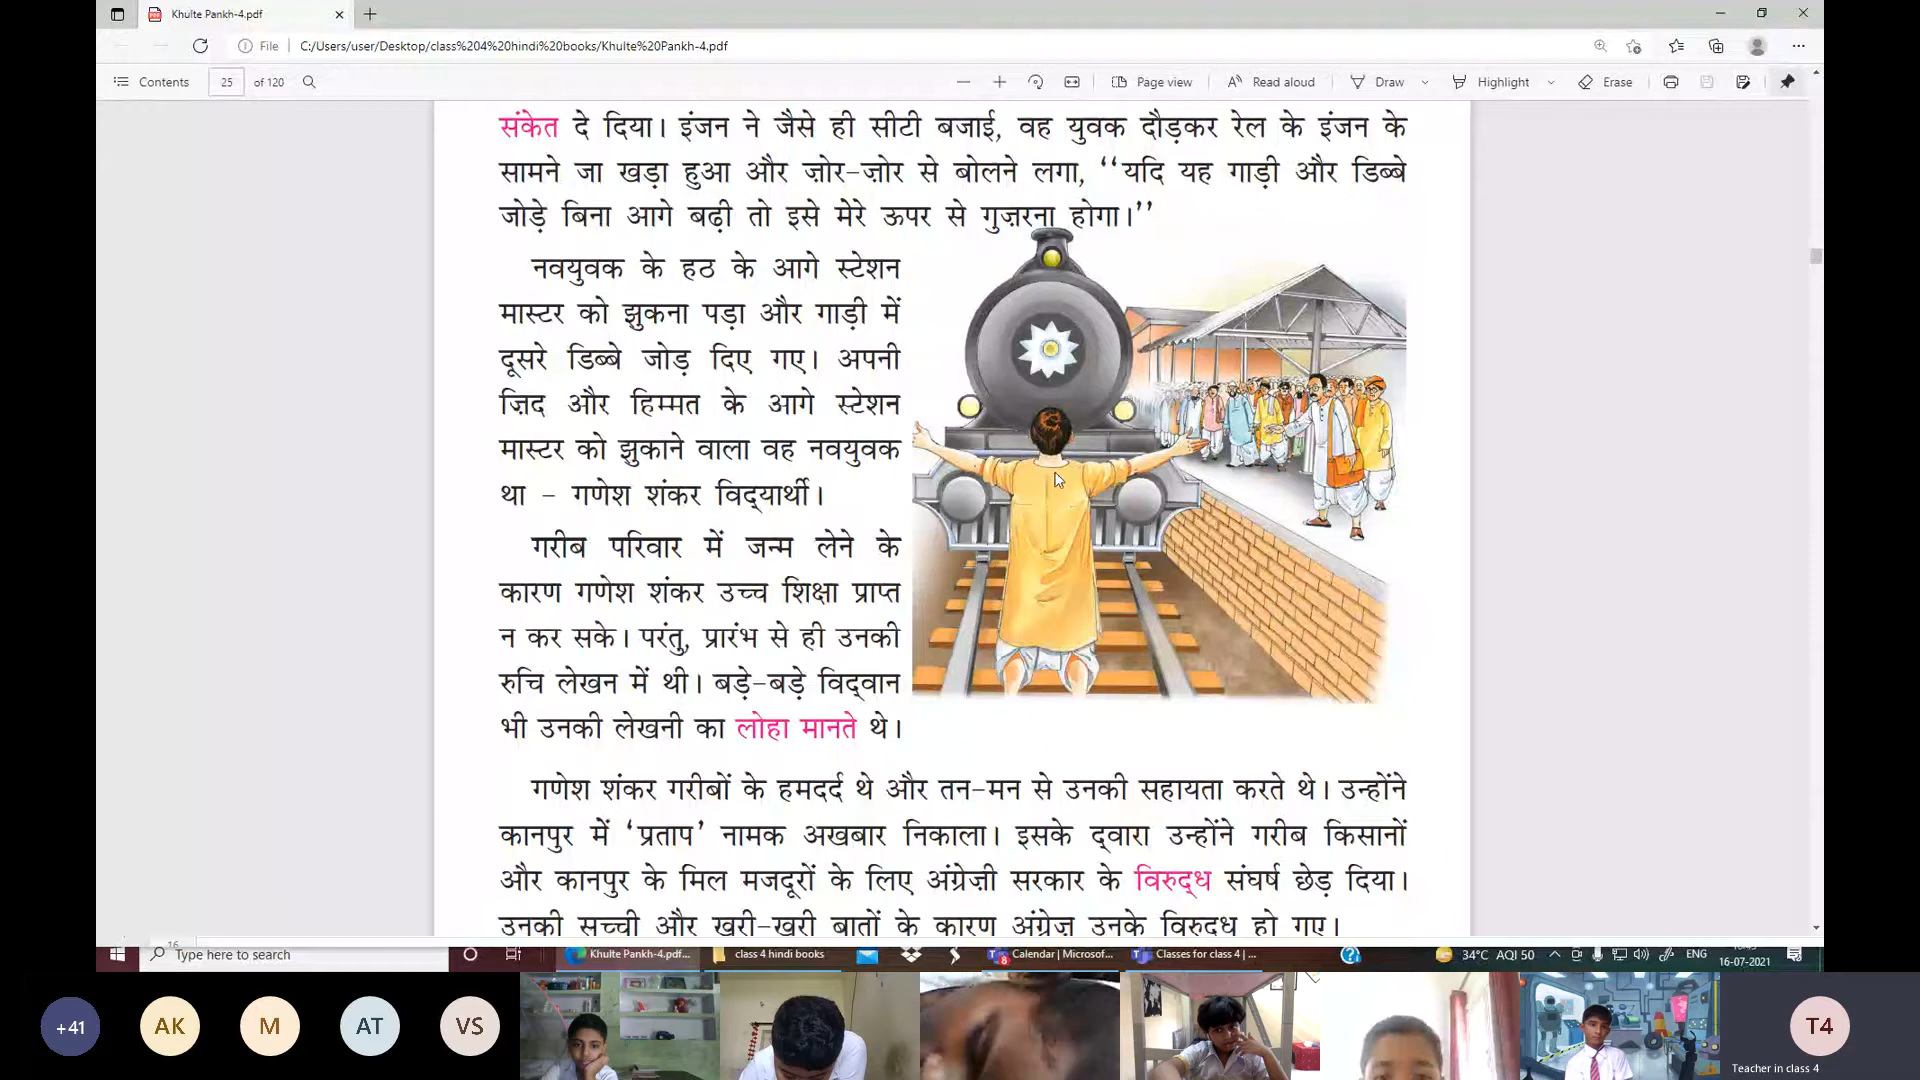 Khulte Pankh-4.pdf
File C:/Users/user/Desktop/class%204%20hindi%20books/Khulte%20Pankh-4.pdf
Contents 25 of 120 Page view Read aloud Draw Highlight Erase
संकेत दे दिया। इंजन ने जैसे ही सीटी बजाई, वह युवक दौड़कर रेल के इंजन के
सामने जा खड़ा हुआ और ज़ोर-ज़ोर से बोलने लगा, ‘‘यदि यह गाड़ी और डिब्बे
जोड़े बिना आगे बढ़ी तो इसे मेरे ऊपर से गुज़रना होगा।’’
नवयुवक के हठ के आगे स्टेशन
मास्टर को झुकना पड़ा और गाड़ी में
दूसरे डिब्बे जोड़ दिए गए। अपनी
ज़िद और हिम्मत के आगे स्टेशन
मास्टर को झुकाने वाला वह नवयुवक
था – गणेश शंकर विद्यार्थी।
गरीब परिवार में जन्म लेने के
कारण गणेश शंकर उच्च शिक्षा प्राप्त
न कर सके। परंतु, प्रारंभ से ही उनकी
रुचि लेखन में थी। बड़े-बड़े विद्वान
भी उनकी लेखनी का लोहा मानते थे।
गणेश शंकर गरीबों के हमदर्द थे और तन-मन से उनकी सहायता करते थे। उन्होंने
कानपुर में ‘प्रताप’ नामक अखबार निकाला। इसके द्वारा उन्होंने गरीब किसानों
और कानपुर के मिल मजदूरों के लिए अंग्रेज़ी सरकार के विरुद्ध संघर्ष छेड़ दिया।
उनकी सच्ची और खरी-खरी बातों के कारण अंग्रेज़ उनके विरुद्ध हो गए।
16
Type here to search Khulte Pankh-4.pdf... class 4 hindi books 8 Calendar | Microsof... Classes for class 4 | ... 34°C AQI 50 ENG
16-07-2021
+41 AK M AT VS T4
Teacher in class 4